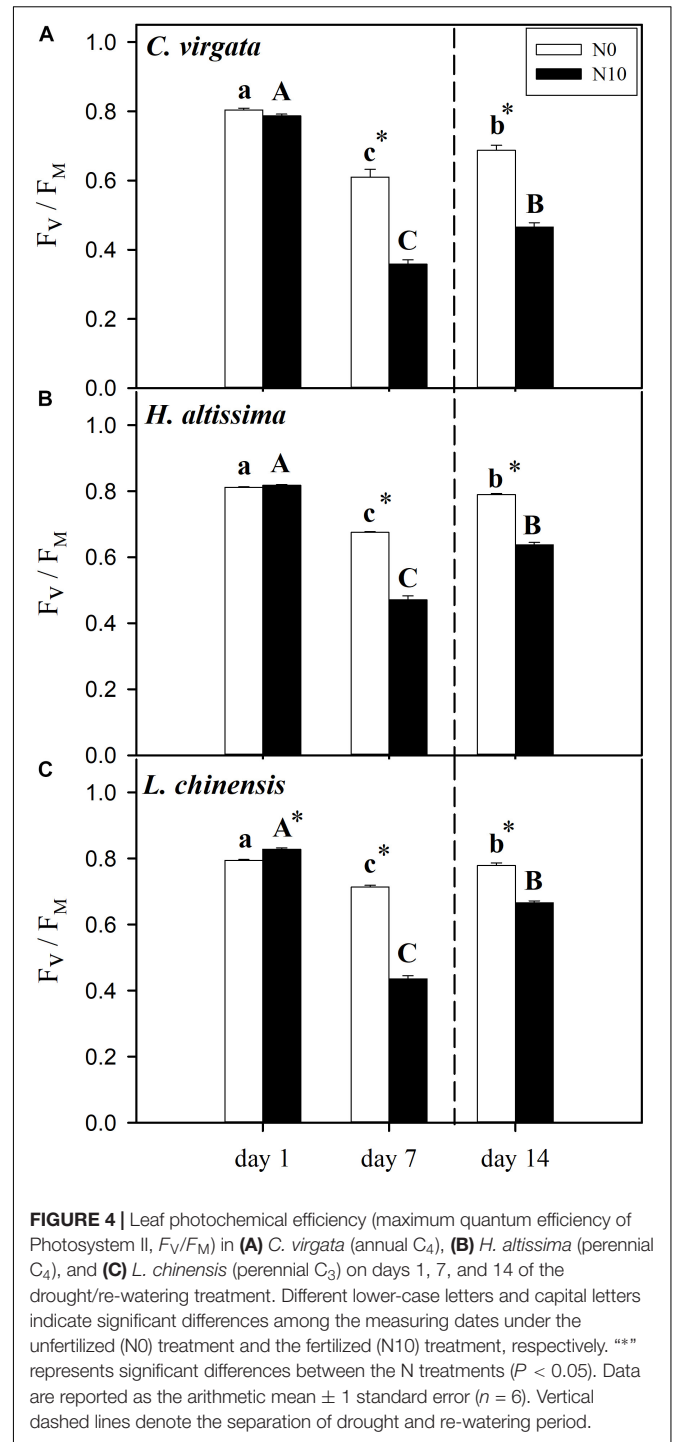 A
C. virgata
N0
N10
1.0
0.8
0.6
0.4
0.2
0.0
FV / FM
a
A
c*
C
b*
B
B
H. altissima
1.0
0.8
0.6
0.4
0.2
0.0
FV / FM
a
A
c*
C
b*
B
C
L. chinensis
1.0
0.8
0.6
0.4
0.2
0.0
FV / FM
a
A*
c*
C
b*
B
day 1
day 7
day 14
FIGURE 4 | Leaf photochemical efficiency (maximum quantum efficiency of
Photosystem II, FV/FM) in (A) C. virgata (annual C4), (B) H. altissima (perennial
C4), and (C) L. chinensis (perennial C3) on days 1, 7, and 14 of the
drought/re-watering treatment. Different lower-case letters and capital letters
indicate significant differences among the measuring dates under the
unfertilized (N0) treatment and the fertilized (N10) treatment, respectively. “*”
represents significant differences between the N treatments (P < 0.05). Data
are reported as the arithmetic mean ± 1 standard error (n = 6). Vertical
dashed lines denote the separation of drought and re-watering period.